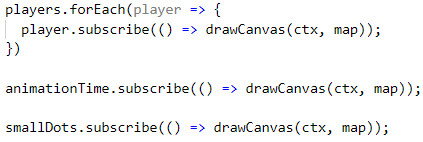 players.forEach(player => {
  player.subscribe(() => drawCanvas(ctx, map));
})

animationTime.subscribe(() => drawCanvas(ctx, map));

smallDots.subscribe(() => drawCanvas(ctx, map));